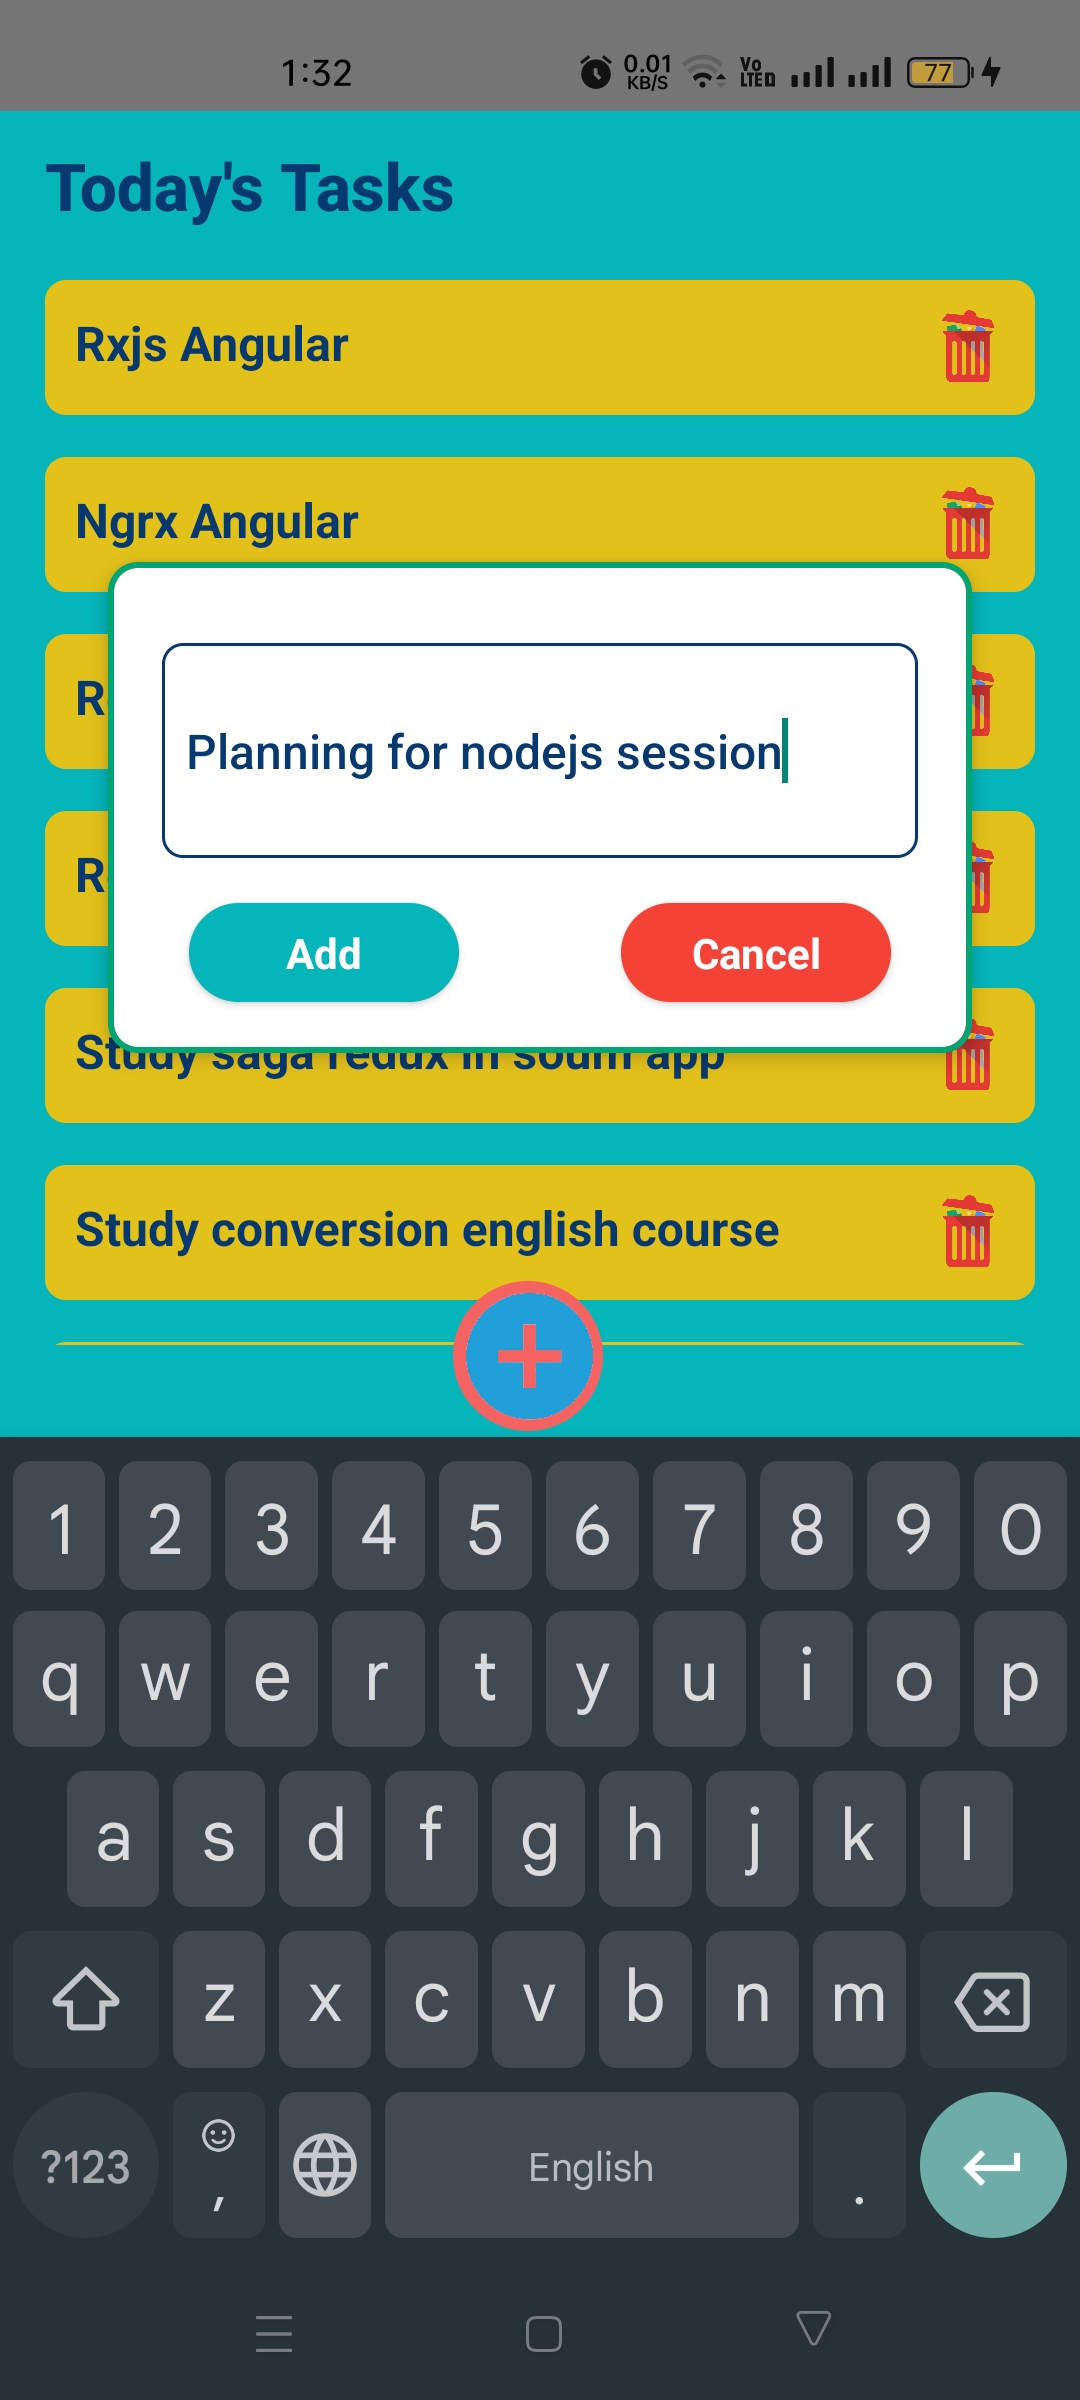 1:32
0.01
KB/S
Vo
LTED
77
Today's Tasks
Rxjs Angular
Ngrx Angular
R
R
Planning for nodejs session
Add
Cancel
Study saga redux in soum app
Study conversion english course
1 2 3 4 5 6 7 8 9 0
q w e r t y u i o p
a s d f g h j k l
z x c v b n m
?123
,
English
.